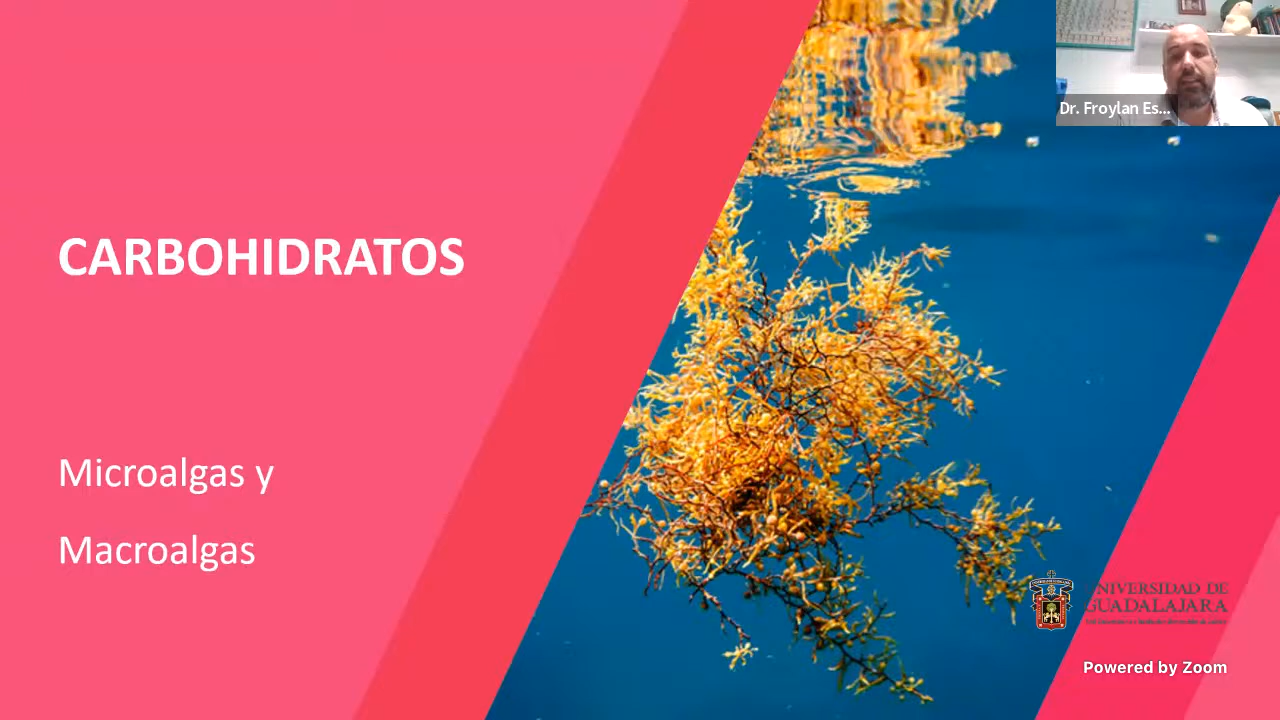 Dr. Froylan Es...
CARBOHIDRATOS
Microalgas y
Macroalgas
UNIVERSIDAD DE
GUADALAJARA
Powered by Zoom